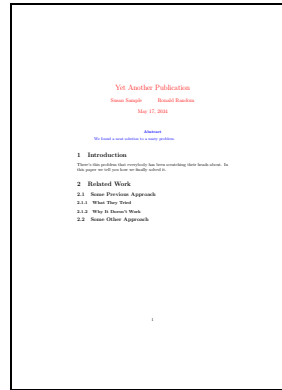 Yet Another Publication
Susan Sample Ronald Random
May 17, 2004
Abstract
We found a neat solution to a nasty problem.
1 Introduction
There's this problem that everybody has been scratching their heads about. In
this paper we tell you how we finally solved it.
2 Related Work
2.1 Some Previous Approach
2.1.1 What They Tried
2.1.2 Why It Doesn't Work
2.2 Some Other Approach
1